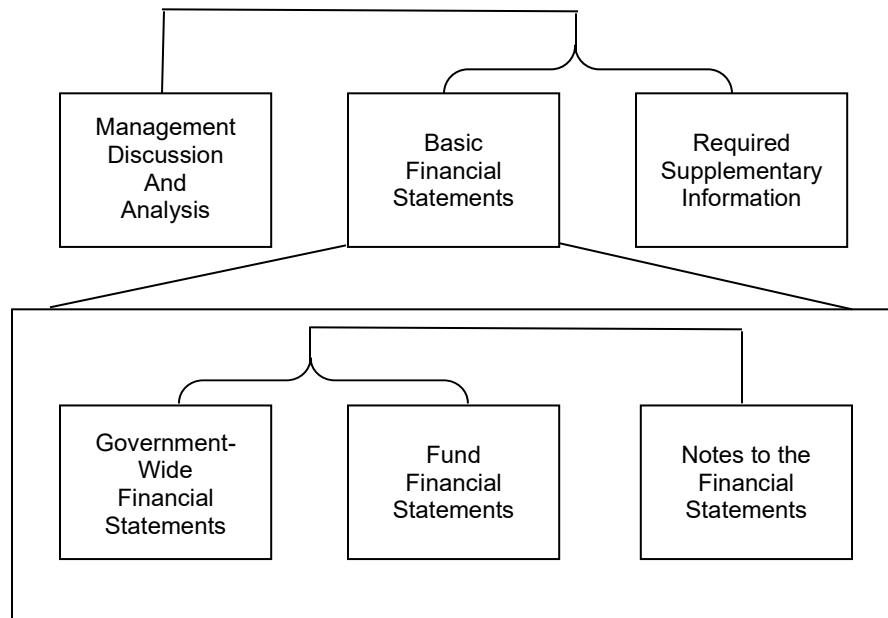 Management
Discussion
And
Analysis
Basic
Financial
Statements
Required
Supplementary
Information
Government-
Wide
Financial
Statements
Fund
Financial
Statements
Notes to the
Financial
Statements